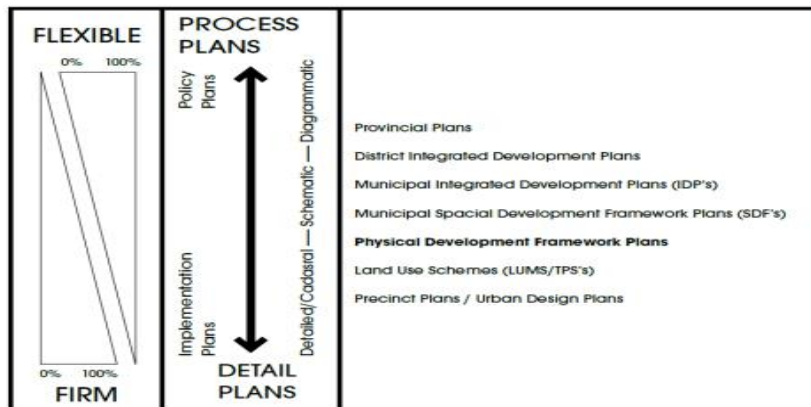 FLEXIBLE
0% 100%
0% 100%
FIRM
PROCESS
PLANS
Policy
Plans
Implementation
Plans
Detailed/Cadasral — Schematic — Diagrammatic
DETAIL
PLANS
Provincial Plans
District Integrated Development Plans
Municipal Integrated Development Plans (IDP's)
Municipal Spacial Development Framework Plans (SDF's)
Physical Development Framework Plans
Land Use Schemes (LUMS/TPS's)
Precinct Plans / Urban Design Plans